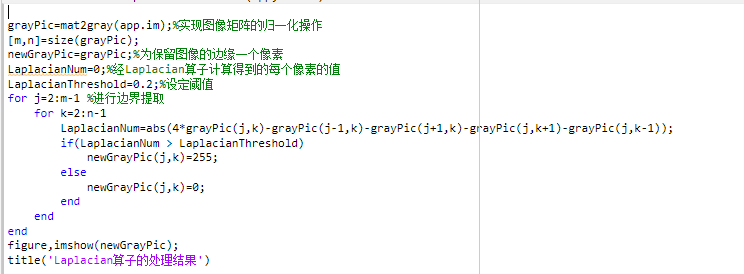 grayPic=mat2gray(app.im);%实现图像矩阵的归一化操作
[m,n]=size(grayPic);
newGrayPic=grayPic;%为保留图像的边缘一个像素
LaplacianNum=0;%经Laplacian算子计算得到的每个像素的值
LaplacianThreshold=0.2;%设定阈值
for j=2:m-1 %进行边界提取
    for k=2:n-1
        LaplacianNum=abs(4*grayPic(j,k)-grayPic(j-1,k)-grayPic(j+1,k)-grayPic(j,k+1)-grayPic(j,k-1));
        if(LaplacianNum > LaplacianThreshold)
            newGrayPic(j,k)=255;
        else
            newGrayPic(j,k)=0;
        end
    end
end
figure,imshow(newGrayPic);
title('Laplacian算子的处理结果')